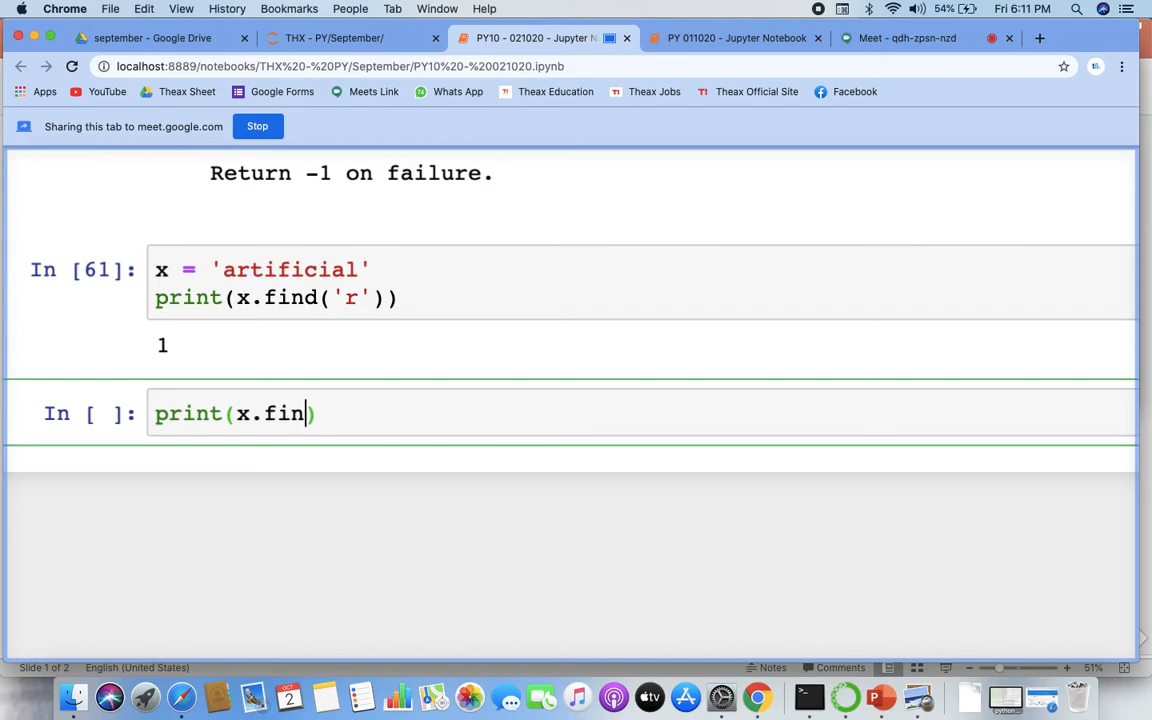 Chrome File Edit View History Bookmarks People Tab Window Help 54% Fri 6:11 PM
september - Google Drive THX - PY/September/ PY10 - 021020 - Jupyter N PY 011020 - Jupyter Notebook Meet - qdh-zpsn-nzd
localhost:8889/notebooks/THX%20-%20PY/September/PY10%20-%20021020.ipynb
Apps YouTube Theax Sheet Google Forms Meets Link Whats App Theax Education Theax Jobs Theax Official Site Facebook
Sharing this tab to meet.google.com Stop
Return -1 on failure.
In [61]: x = 'artificial'
print(x.find('r'))
1
In [ ]: print(x.fin)
Slide 1 of 2 English (United States) Notes Comments 51%
OCT
2
tv
python